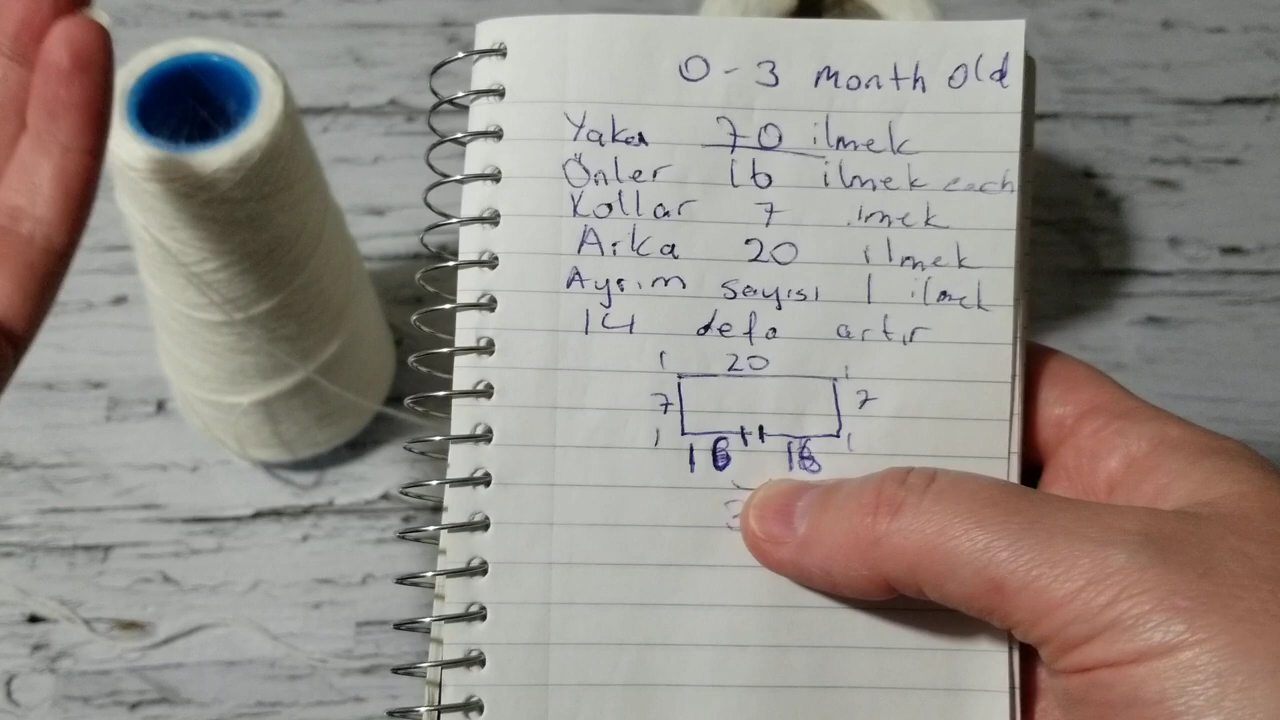 0 - 3 month old
Yaka 70 ilmek
Önler 16 ilmek each
Kollar 7 ilmek
Arka 20 ilmek
Ayrım sayısı 1 ilmek
14 defa artır
1 20 1
7 7
1 1
16 16
3